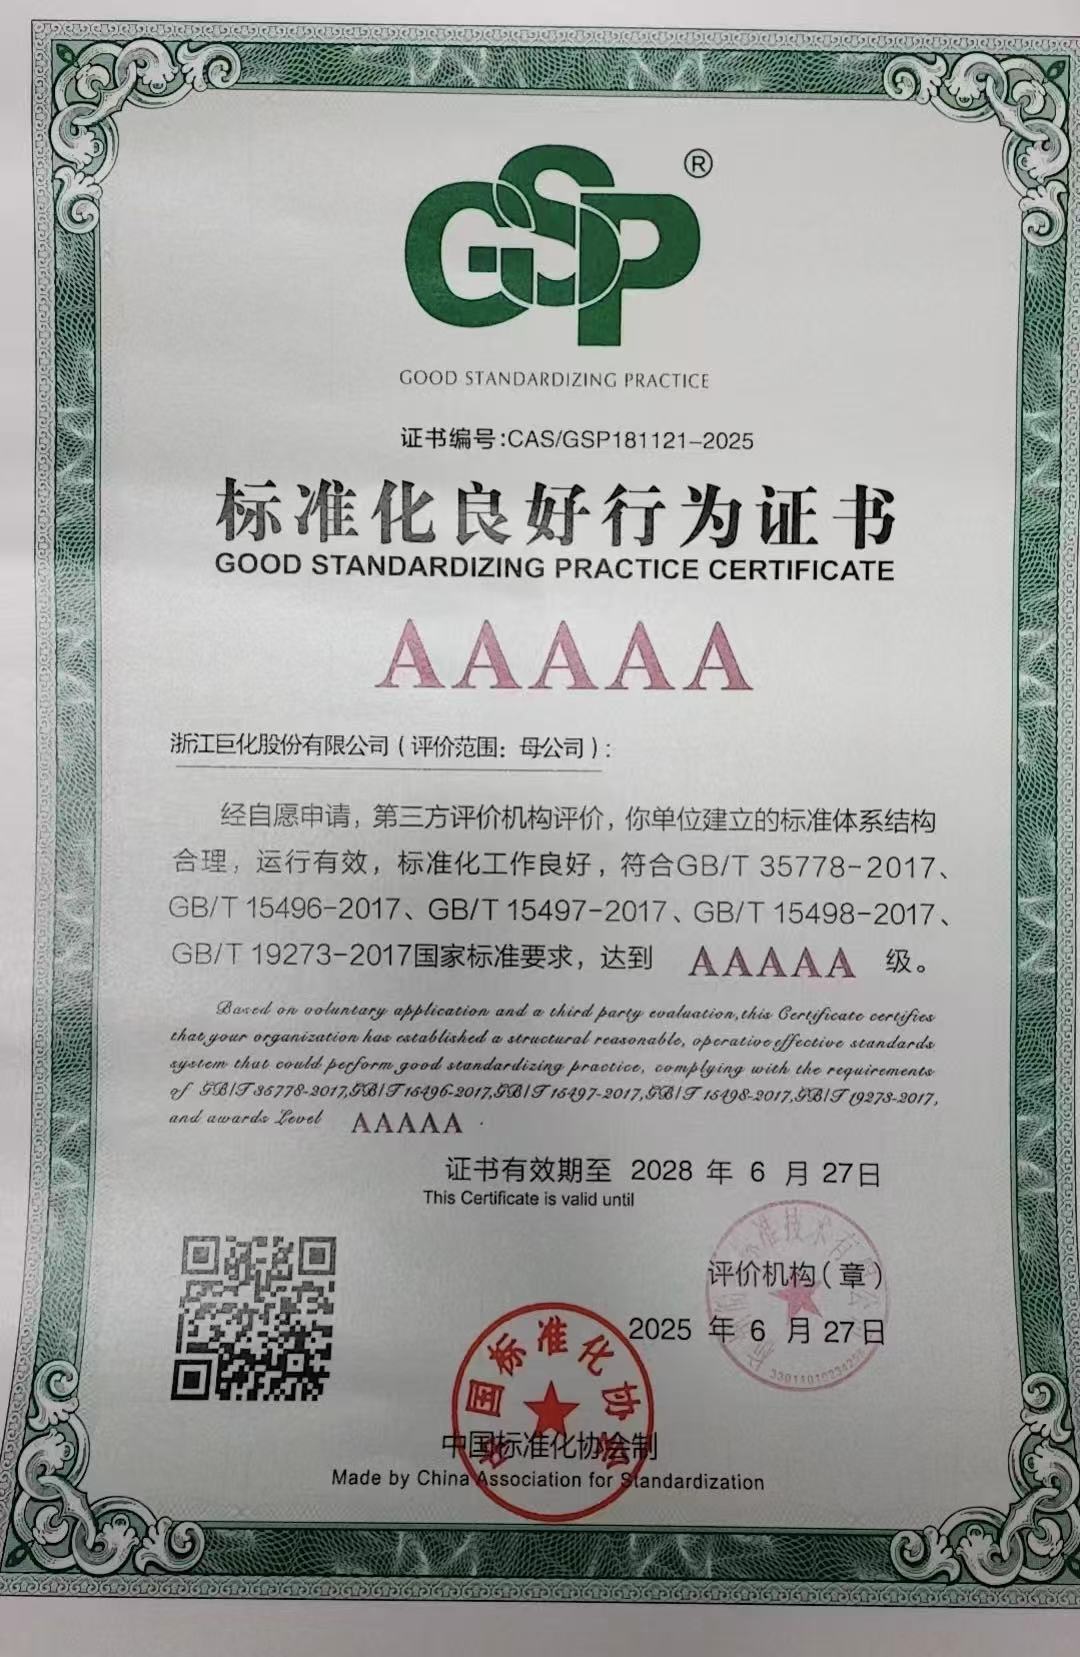 GSP®
GOOD STANDARDIZING PRACTICE
证书编号:CAS/GSP181121-2025
标准化良好行为证书
GOOD STANDARDIZING PRACTICE CERTIFICATE
AAAAA
浙江巨化股份有限公司(评价范围:母公司):
经自愿申请,第三方评价机构评价,你单位建立的标准体系结构
合理,运行有效,标准化工作良好,符合GB/T 35778-2017、
GB/T 15496-2017、GB/T 15497-2017、GB/T 15498-2017、
GB/T 19273-2017国家标准要求,达到 AAAAA 级。
Based on voluntary application and a third party evaluation,this Certificate certifies
that your organization has established a structural reasonable, operative effective standards
system that could perform good standardizing practice, complying with the requirements
of GB/T 35778-2017,GB/T 15496-2017,GB/T 15497-2017,GB/T 15498-2017,GB/T 19273-2017,
and awards Level AAAAA .
证书有效期至 2028 年 6 月 27日
This Certificate is valid until
评价机构(章)
2025 年 6 月 27日
中国标准化协会
中国标准化协会制
Made by China Association for Standardization